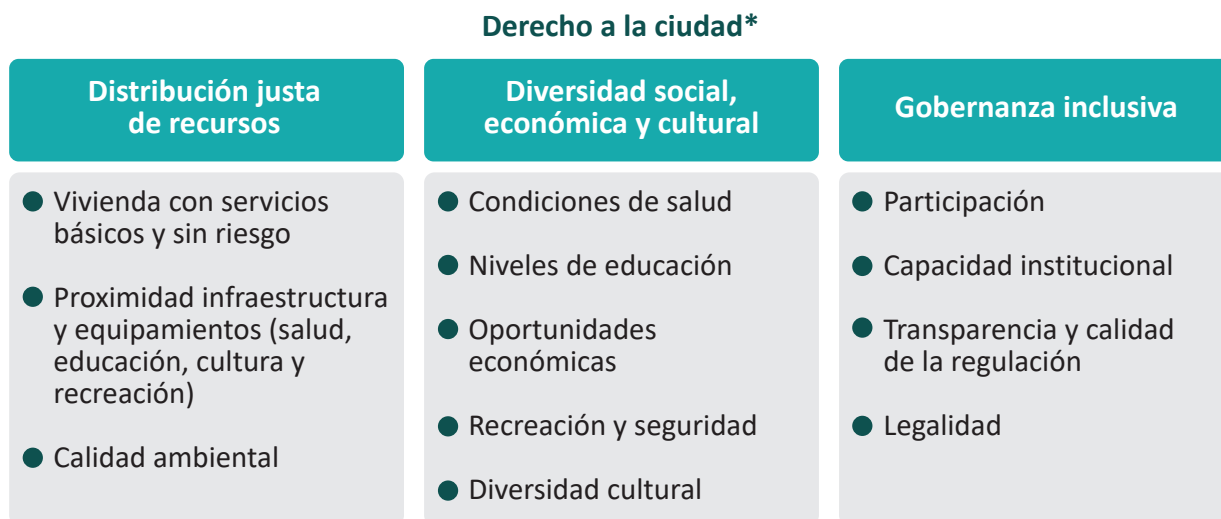 Derecho a la ciudad*
Distribución justa
de recursos
Vivienda con servicios
básicos y sin riesgo
Proximidad infraestructura
y equipamientos (salud,
educación, cultura y
recreación)
Calidad ambiental
Diversidad social,
económica y cultural
Condiciones de salud
Niveles de educación
Oportunidades
económicas
Recreación y seguridad
Diversidad cultural
Gobernanza inclusiva
Participación
Capacidad institucional
Transparencia y calidad
de la regulación
Legalidad